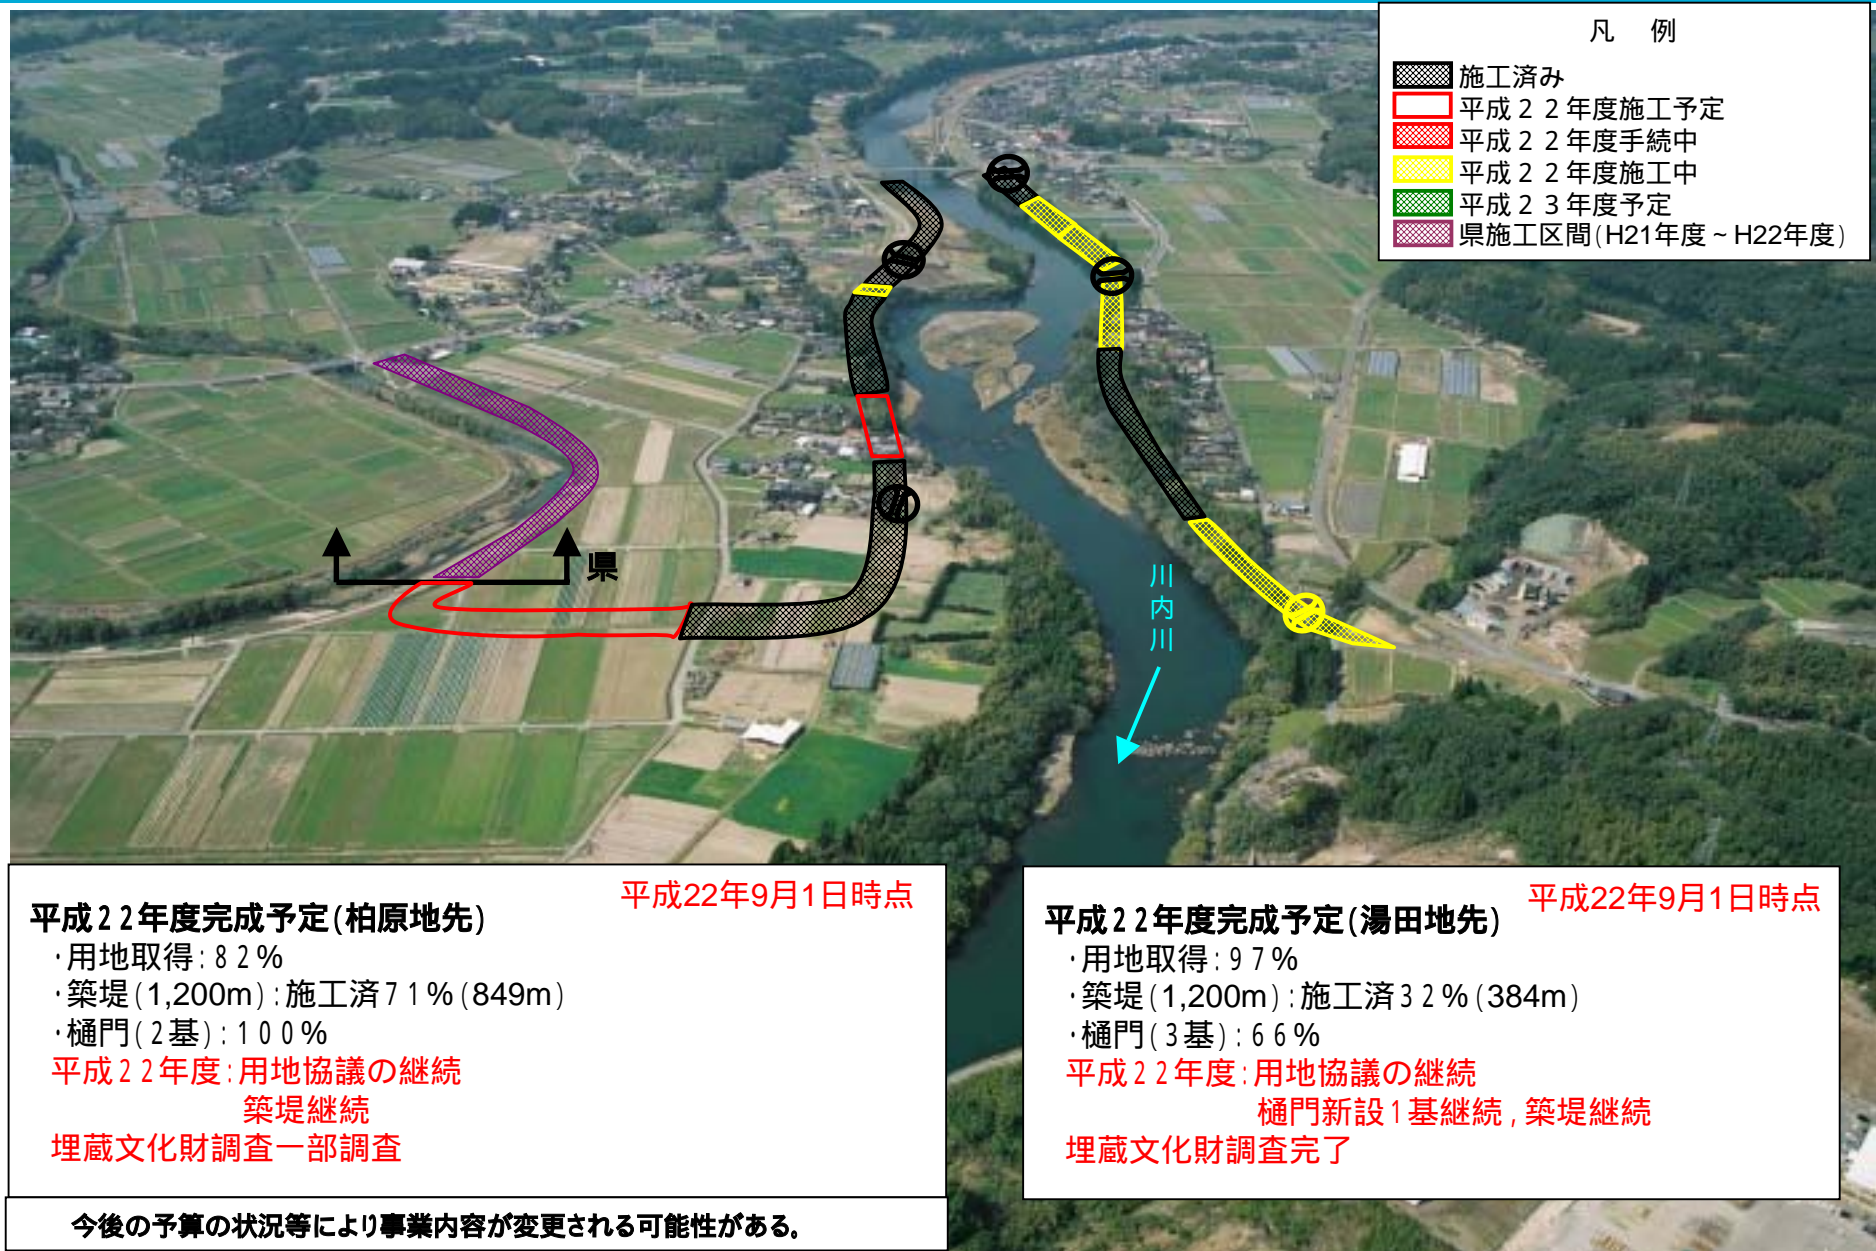 凡 例
施工済み
平成２２年度施工予定
平成２２年度手続中
平成２２年度施工中
平成２３年度予定
県施工区間(H21年度～H22年度)
県
川内川
平成22年9月1日時点
平成２２年度完成予定(柏原地先)
・用地取得:８２%
・築堤(1,200m):施工済７１%(849m)
・樋門(２基):１００%
平成２２年度:用地協議の継続
築堤継続
埋蔵文化財調査一部調査
今後の予算の状況等により事業内容が変更される可能性がある。
平成22年9月1日時点
平成２２年度完成予定(湯田地先)
・用地取得:９７%
・築堤(1,200m):施工済３２%(384m)
・樋門(３基):６６%
平成２２年度:用地協議の継続
樋門新設１基継続,築堤継続
埋蔵文化財調査完了